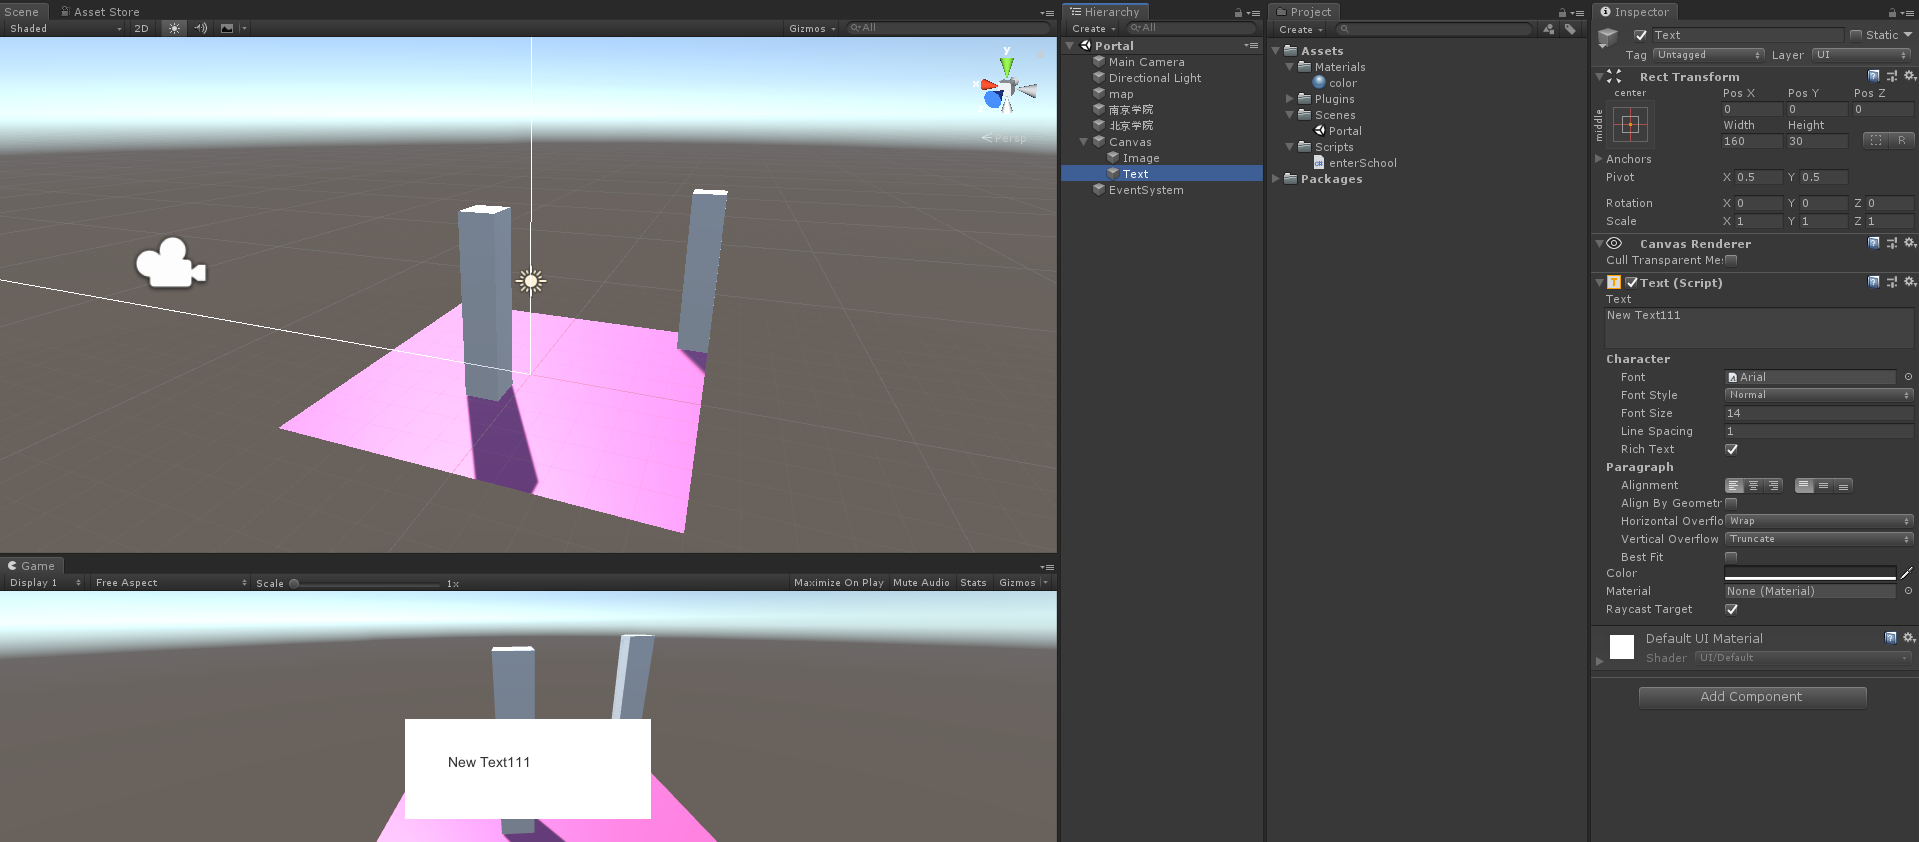 Scene
Asset Store
Shaded
2D
Gizmos
All
y
x
Persp
Game
Display 1
Free Aspect
Scale
1x
Maximize On Play
Mute Audio
Stats
Gizmos
New Text111
Hierarchy
Create
All
Portal
Main Camera
Directional Light
map
南京学院
北京学院
Canvas
Image
Text
EventSystem
Project
Create
Assets
Materials
color
Plugins
Scenes
Portal
Scripts
enterSchool
Packages
Inspector
Text
Static
Tag Untagged Layer UI
Rect Transform
center
middle
Pos X Pos Y Pos Z
0 0 0
Width Height
160 30
R
Anchors
Pivot X 0.5 Y 0.5
Rotation X 0 Y 0 Z 0
Scale X 1 Y 1 Z 1
Canvas Renderer
Cull Transparent Me
Text (Script)
Text
New Text111
Character
Font Arial
Font Style Normal
Font Size 14
Line Spacing 1
Rich Text
Paragraph
Alignment
Align By Geometr
Horizontal Overflo Wrap
Vertical Overflow Truncate
Best Fit
Color
Material None (Material)
Raycast Target
Default UI Material
Shader UI/Default
Add Component